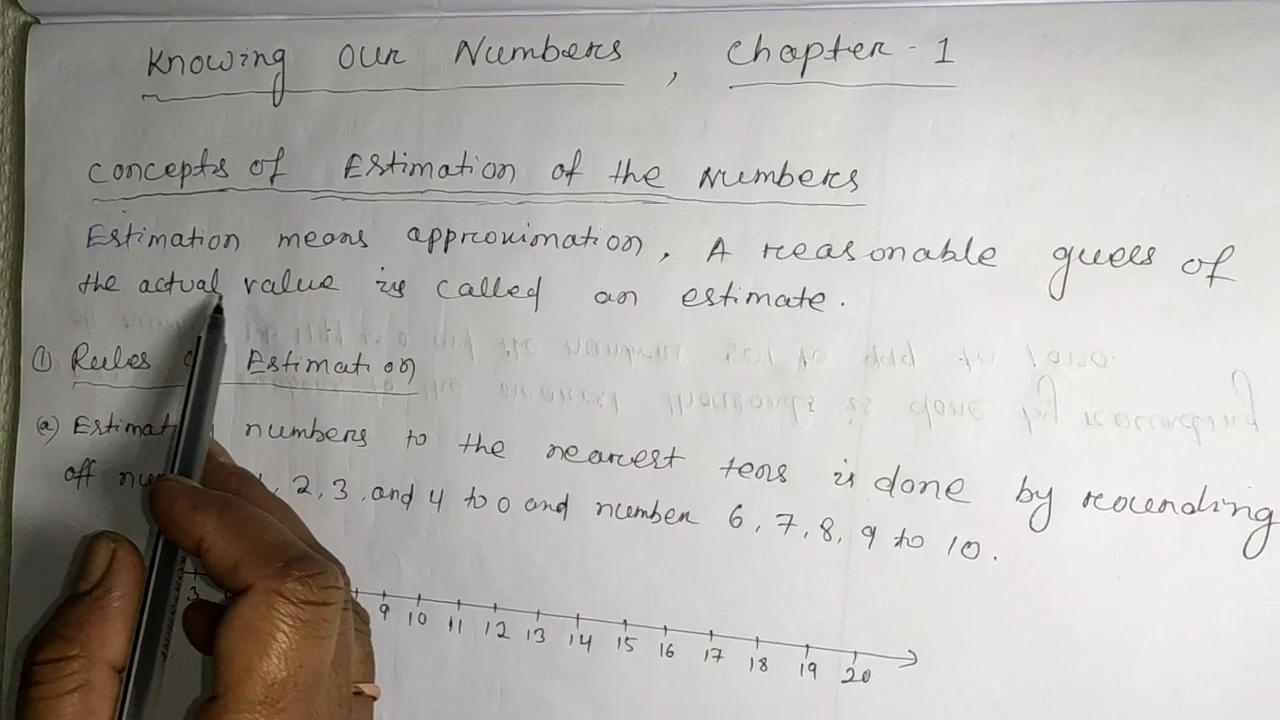 Knowing Our Numbers, Chapter - 1
Concepts of Estimation of the Numbers
Estimation means approximation, A reasonable guess of
the actual value is called an estimate.
① Rules Estimation
(a) numbers to the nearest tens is done by rounding
off 2, 3, and 4 to 0 and number 6, 7, 8, 9 to 10.
3 9 10 11 12 13 14 15 16 17 18 19 20